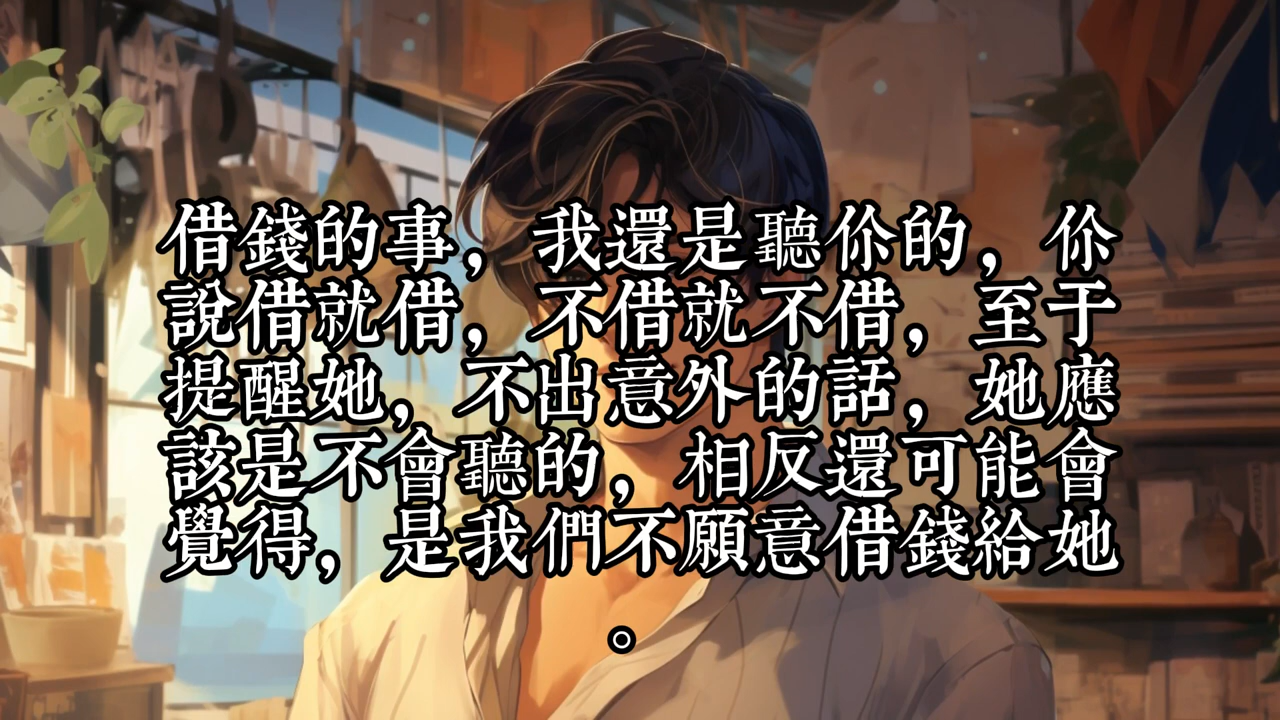 借錢的事，我還是聽你的，你
說借就借，不借就不借，至于
提醒她，不出意外的話，她應
該是不會聽的，相反還可能會
覺得，是我們不願意借錢給她
。